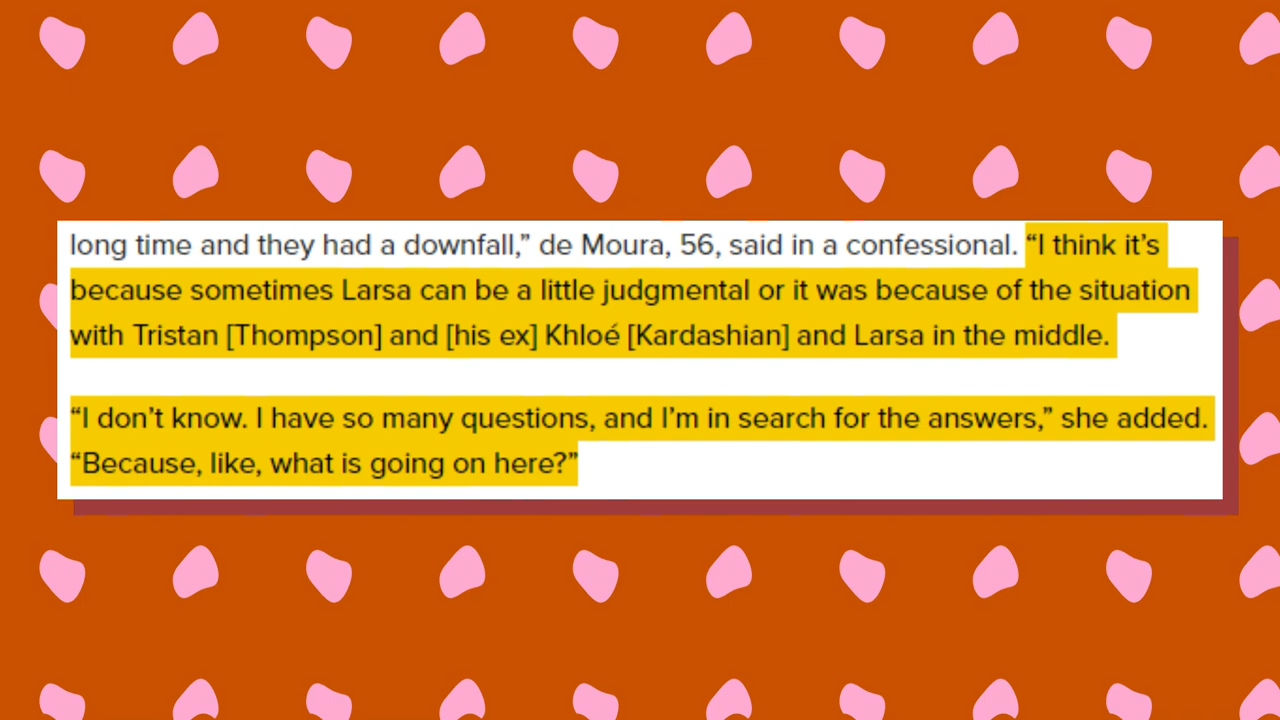 long time and they had a downfall,” de Moura, 56, said in a confessional. “I think it’s
because sometimes Larsa can be a little judgmental or it was because of the situation
with Tristan [Thompson] and [his ex] Khloé [Kardashian] and Larsa in the middle.
“I don’t know. I have so many questions, and I’m in search for the answers,” she added.
“Because, like, what is going on here?”